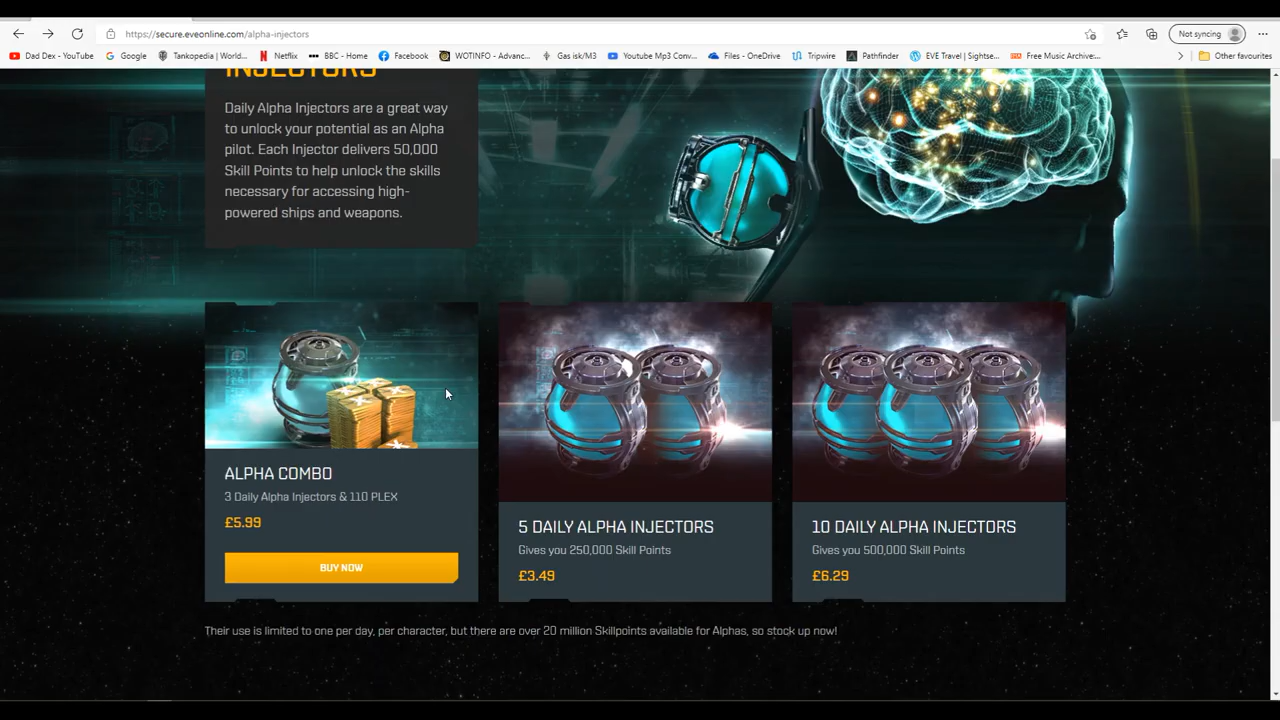 https://secure.eveonline.com/alpha-injectors
Not syncing
Dad Dev - YouTube
Google
Tankopedia | World...
Netflix
BBC - Home
Facebook
WOTINFO - Advanc...
Gas isk/M3
Youtube Mp3 Conv...
Files - OneDrive
Tripwire
Pathfinder
EVE Travel | Sightse...
Free Music Archive:...
Other favourites
INJECTORS
Daily Alpha Injectors are a great way
to unlock your potential as an Alpha
pilot. Each Injector delivers 50,000
Skill Points to help unlock the skills
necessary for accessing high-
powered ships and weapons.
ALPHA COMBO
3 Daily Alpha Injectors & 110 PLEX
£5.99
BUY NOW
5 DAILY ALPHA INJECTORS
Gives you 250,000 Skill Points
£3.49
10 DAILY ALPHA INJECTORS
Gives you 500,000 Skill Points
£6.29
Their use is limited to one per day, per character, but there are over 20 million Skillpoints available for Alphas, so stock up now!